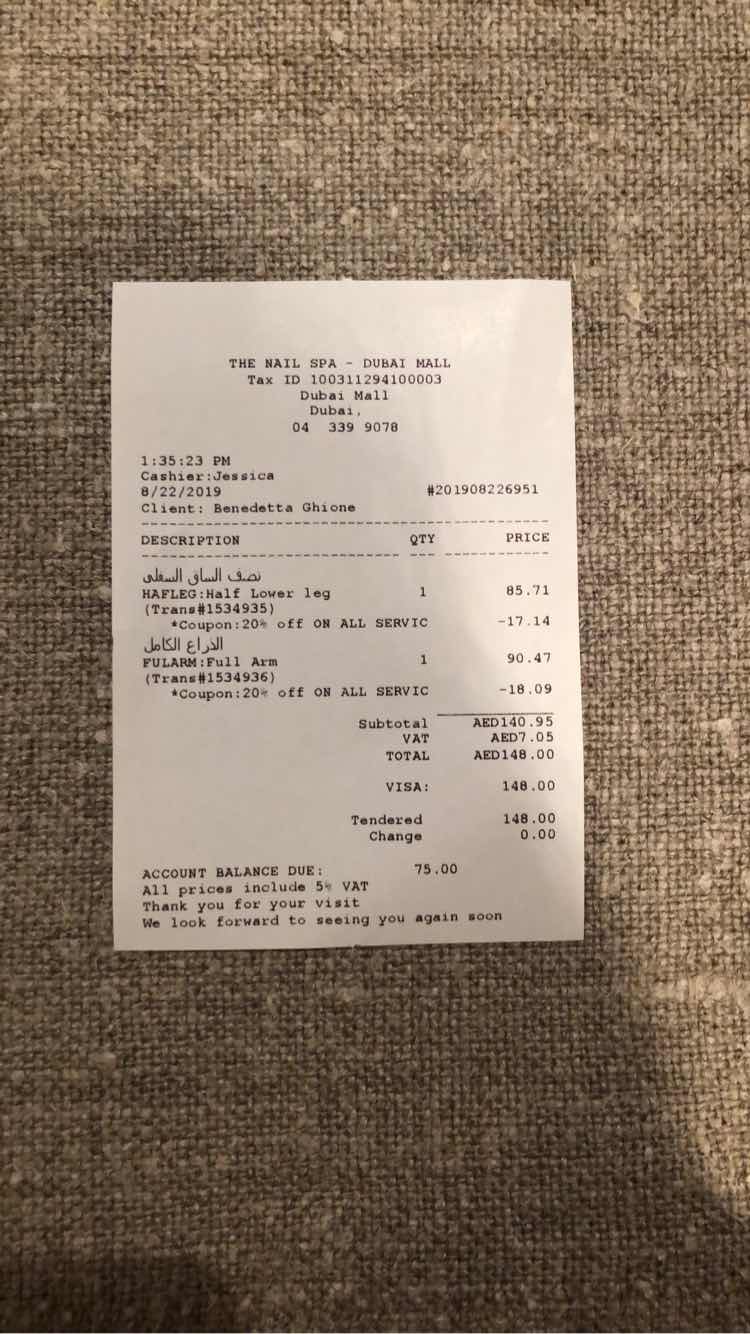 THE NAIL SPA - DUBAI MALL
Tax ID 100311294100003
Dubai Mall
Dubai,
04 339 9078
1:35:23 PM
Cashier:Jessica
8/22/2019 #201908226951
Client: Benedetta Ghione
DESCRIPTION QTY PRICE
نصف الساق السفلى
HAFLEG:Half Lower leg 1 85.71
(Trans#1534935)
*Coupon:20% off ON ALL SERVIC -17.14
الذراع الكامل
FULARM:Full Arm 1 90.47
(Trans#1534936)
*Coupon:20% off ON ALL SERVIC -18.09
Subtotal AED140.95
VAT AED7.05
TOTAL AED148.00
VISA: 148.00
Tendered 148.00
Change 0.00
ACCOUNT BALANCE DUE: 75.00
All prices include 5% VAT
Thank you for your visit
We look forward to seeing you again soon